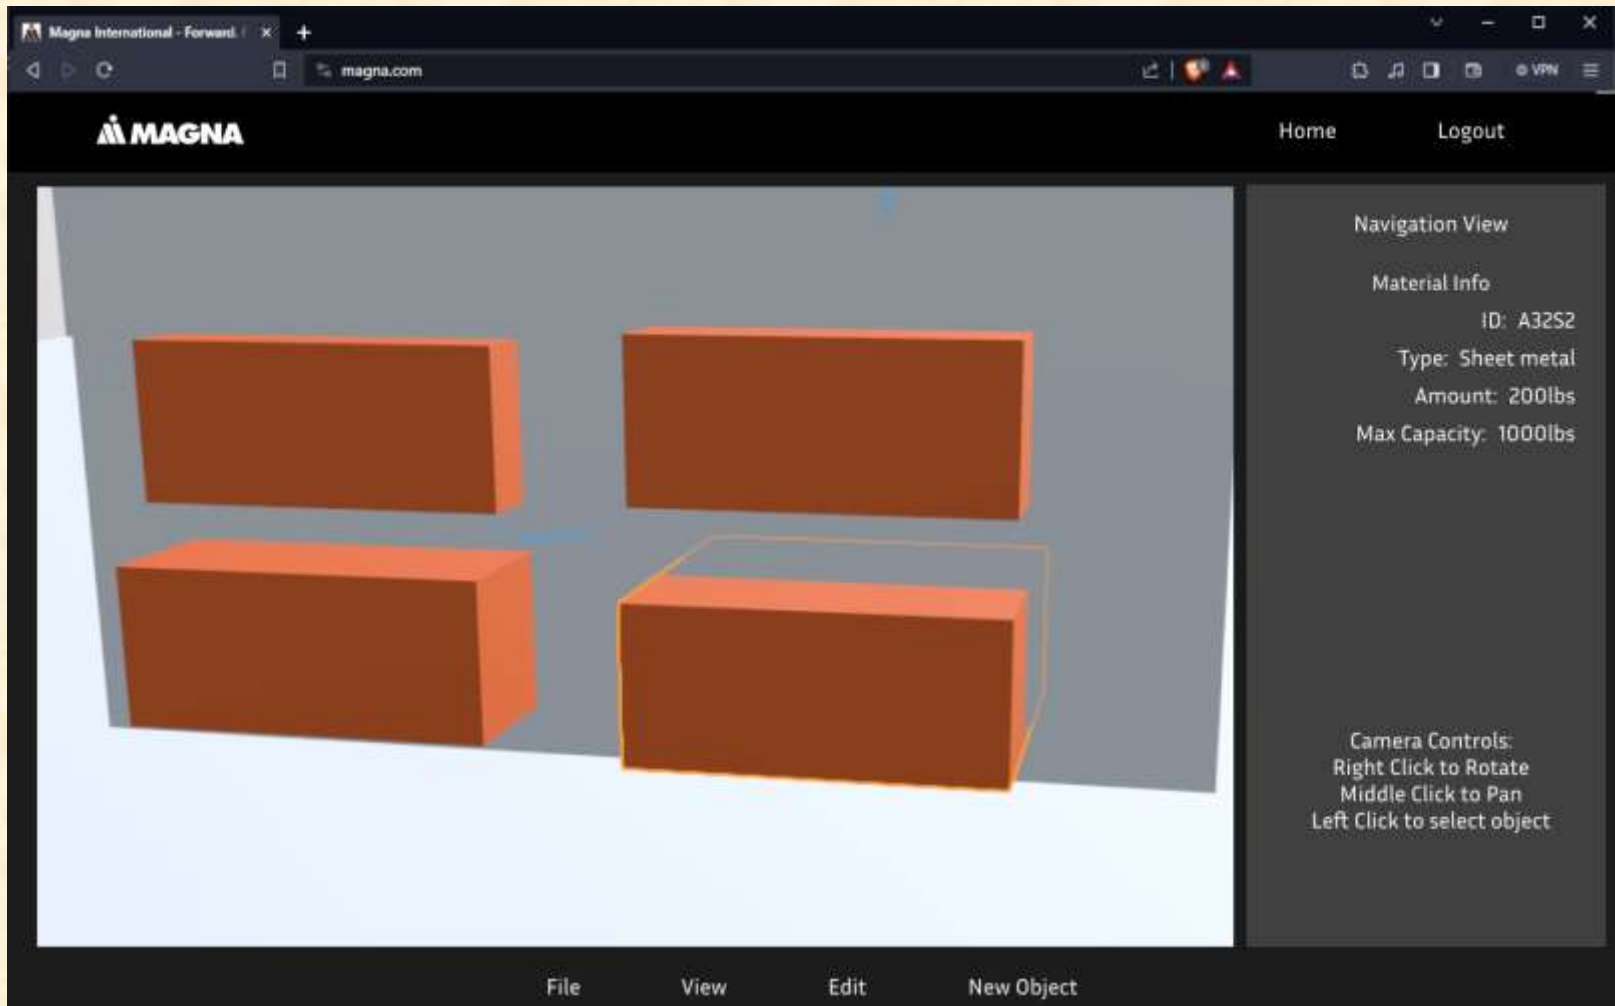 Magna International - Forward.
magna.com
VPN
MAGNA
Home
Logout
Navigation View
Material Info
ID: A32S2
Type: Sheet metal
Amount: 200lbs
Max Capacity: 1000lbs
Camera Controls:
Right Click to Rotate
Middle Click to Pan
Left Click to select object
File
View
Edit
New Object